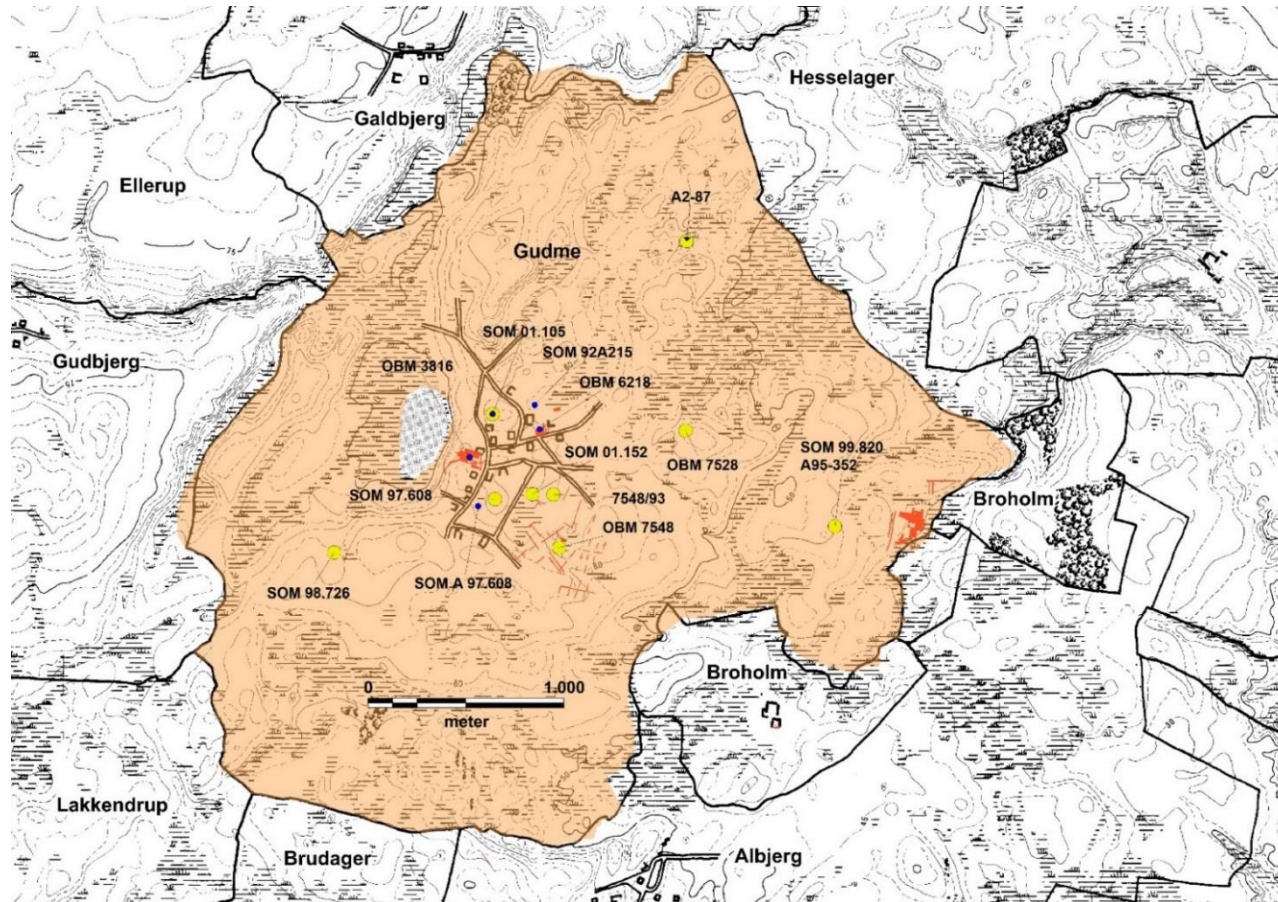 Hesselager
Galdbjerg
Ellerup
A2-87
Gudme
SOM 01.105
Gudbjerg
SOM 92A215
OBM 3816
OBM 6218
SOM 99.820
A95-352
SOM 01.152
OBM 7528
SOM 97.608
7548/93
Broholm
OBM 7548
SOM.A 97.608
SOM 98.726
Broholm
0
1.000
meter
Lakkendrup
Brudager
Albjerg